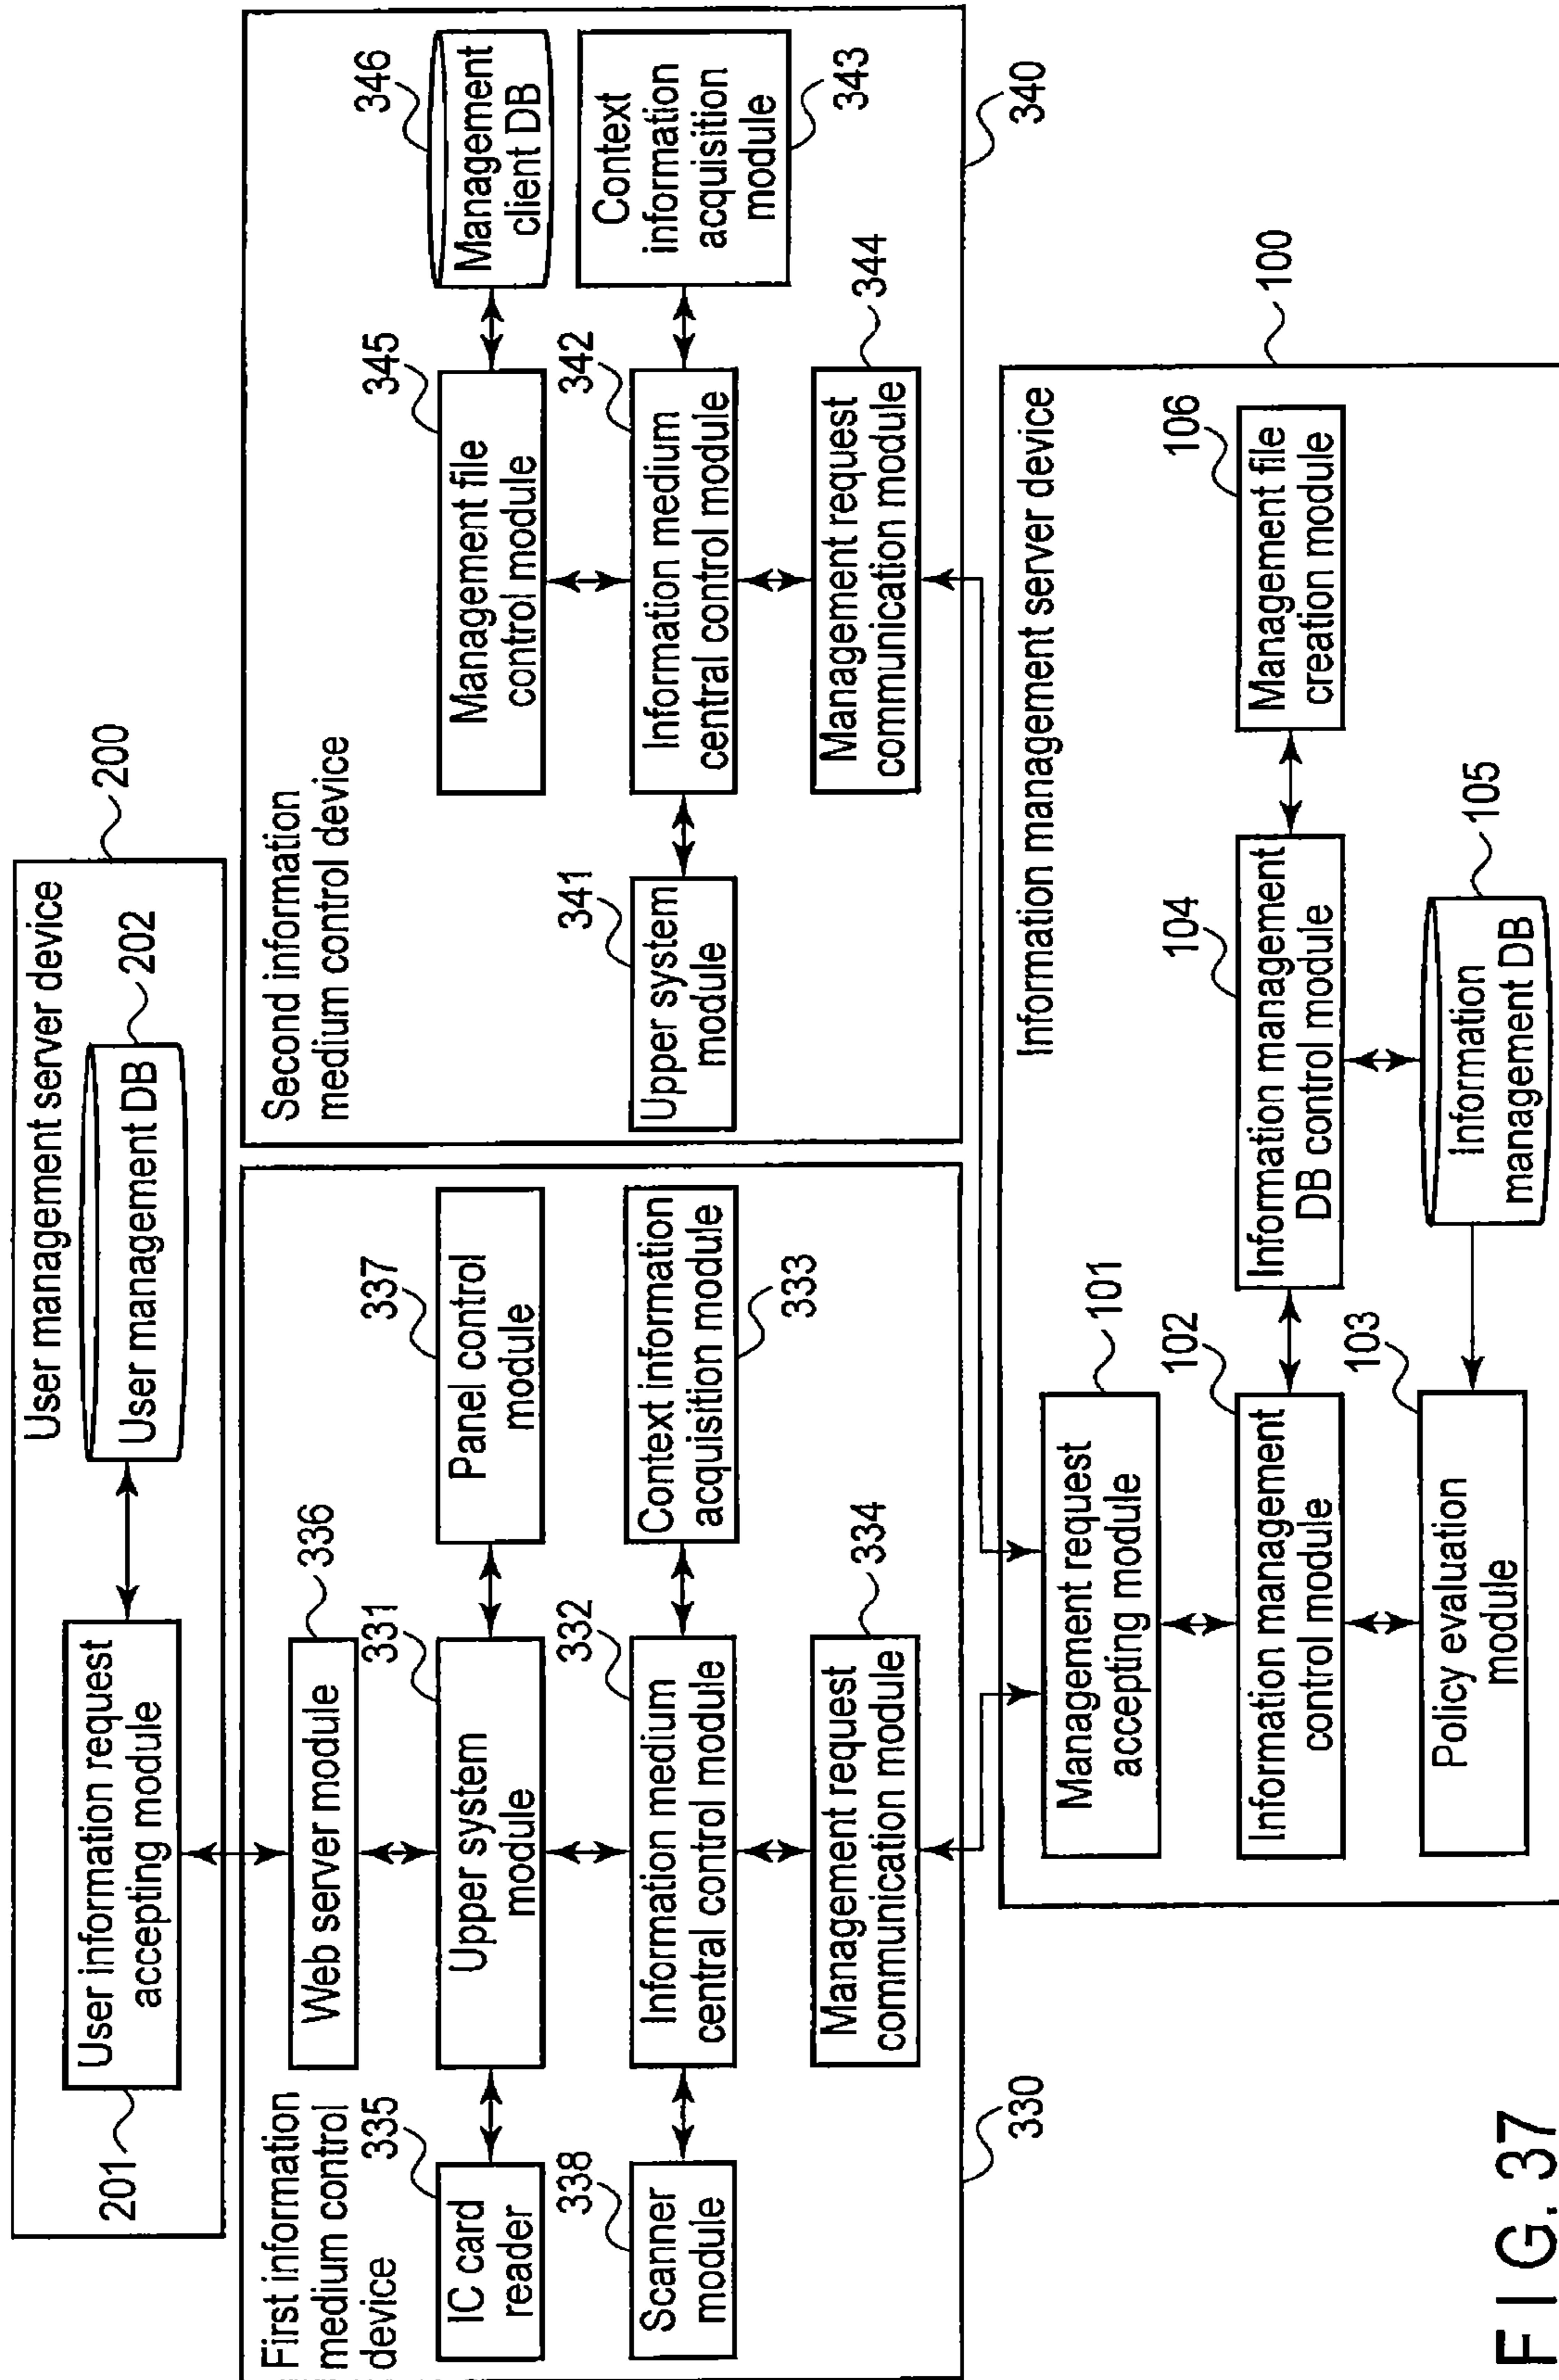 User management server device
200
User information request
accepting module
201
User management DB
202
First information
medium control
device
Web server module
336
IC card
reader
335
Upper system
module
331
Panel control
module
337
Scanner
module
338
Information medium
central control module
332
Context information
acquisition module
333
Management request
communication module
334
330
Second information
medium control device
Management file
control module
345
Management
client DB
346
Upper system
module
341
Information medium
central control module
342
Context
information
acquisition
module
343
Management request
communication module
344
340
Information management server device
100
Management request
accepting module
101
Information management
control module
102
Information management
DB control module
104
Management file
creation module
106
Policy evaluation
module
103
Information
management DB
105
FIG. 37